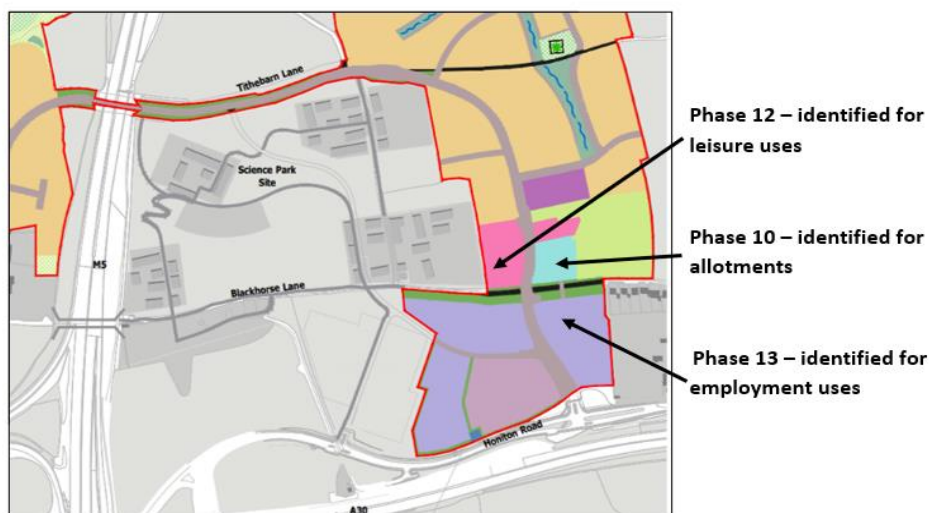 Tithebarn Lane
Phase 12 – identified for
leisure uses
Science Park
Site
Phase 10 – identified for
allotments
M5
Blackhorse Lane
Phase 13 – identified for
employment uses
Honiton Road
A30